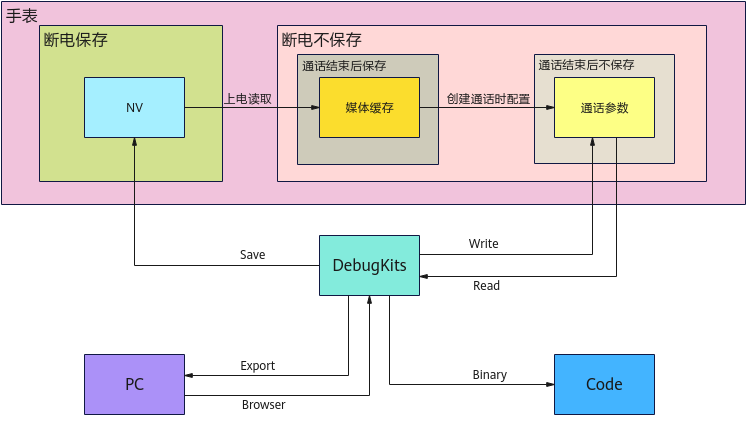 手表
断电保存
断电不保存
通话结束后保存
通话结束后不保存
NV
上电读取
媒体缓存
创建通话时配置
通话参数
Write
Save
DebugKits
Read
Export
PC
Binary
Code
Browser